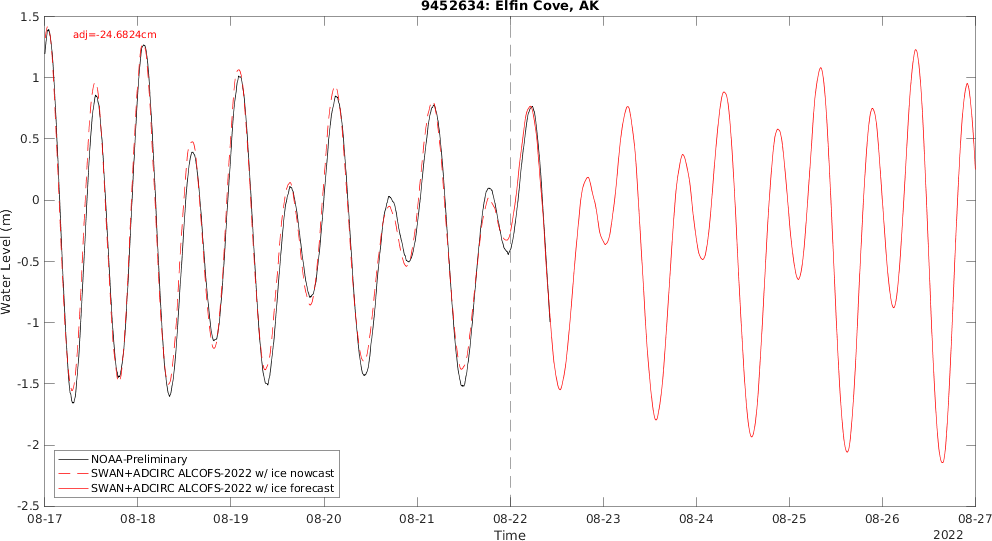 9452634: Elfin Cove, AK
adj=-24.6824cm
1.5
1
0.5
0
-0.5
-1
-1.5
-2
-2.5
Water Level (m)
NOAA-Preliminary
SWAN+ADCIRC ALCOFS-2022 w/ ice nowcast
SWAN+ADCIRC ALCOFS-2022 w/ ice forecast
08-17 08-18 08-19 08-20 08-21 08-22 08-23 08-24 08-25 08-26 08-27
Time
2022